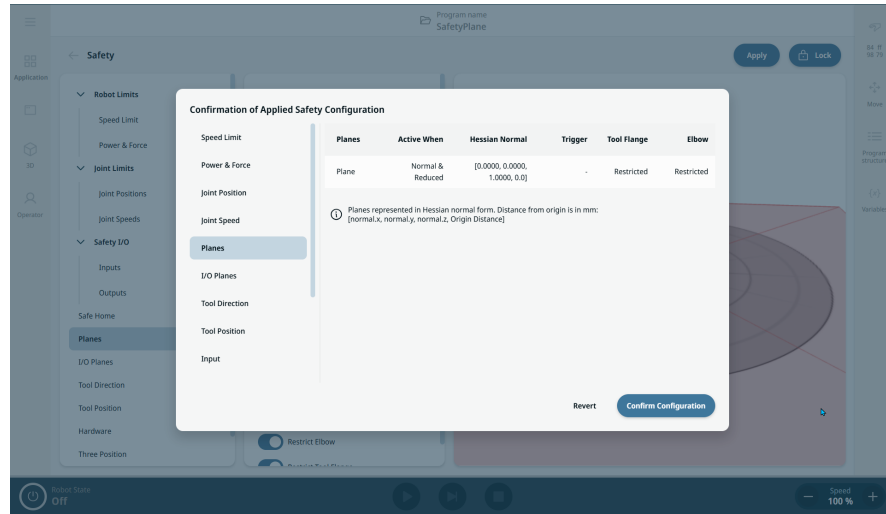 Program name
SafetyPlane
Safety
Apply
Lock
Application
3D
Operator
Robot Limits
Speed Limit
Power & Force
Joint Limits
Joint Positions
Joint Speeds
Safety I/O
Inputs
Outputs
Safe Home
Planes
I/O Planes
Tool Direction
Tool Position
Hardware
Three Position
Confirmation of Applied Safety Configuration
Speed Limit
Power & Force
Joint Position
Joint Speed
Planes
I/O Planes
Tool Direction
Tool Position
Input
Planes Active When Hessian Normal Trigger Tool Flange Elbow
Plane Normal & Reduced [0.0000, 0.0000, 1.0000, 0.0] - Restricted Restricted
Planes represented in Hessian normal form. Distance from origin is in mm:
[normal.x, normal.y, normal.z, Origin Distance]
Revert
Confirm Configuration
Restrict Elbow
Restrict Tool Flange
Move
Program structure
Variables
Robot State
Off
Speed
100 %